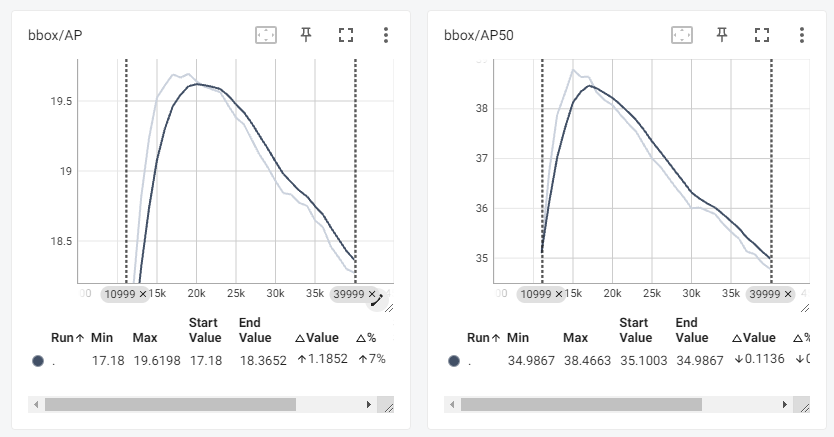 bbox/AP
19.5
19
18.5
00
10999 ×
15k
20k
25k
30k
35k
39999 ×
Run↑ Min Max Start Value End Value △Value △%
. 17.18 19.6198 17.18 18.3652 ↑1.1852 ↑7%
bbox/AP50
38
37
36
35
10999 ×
15k
20k
25k
30k
35k
39999 ×
4
Run↑ Min Max Start Value End Value △Value △%
. 34.9867 38.4663 35.1003 34.9867 ↓0.1136